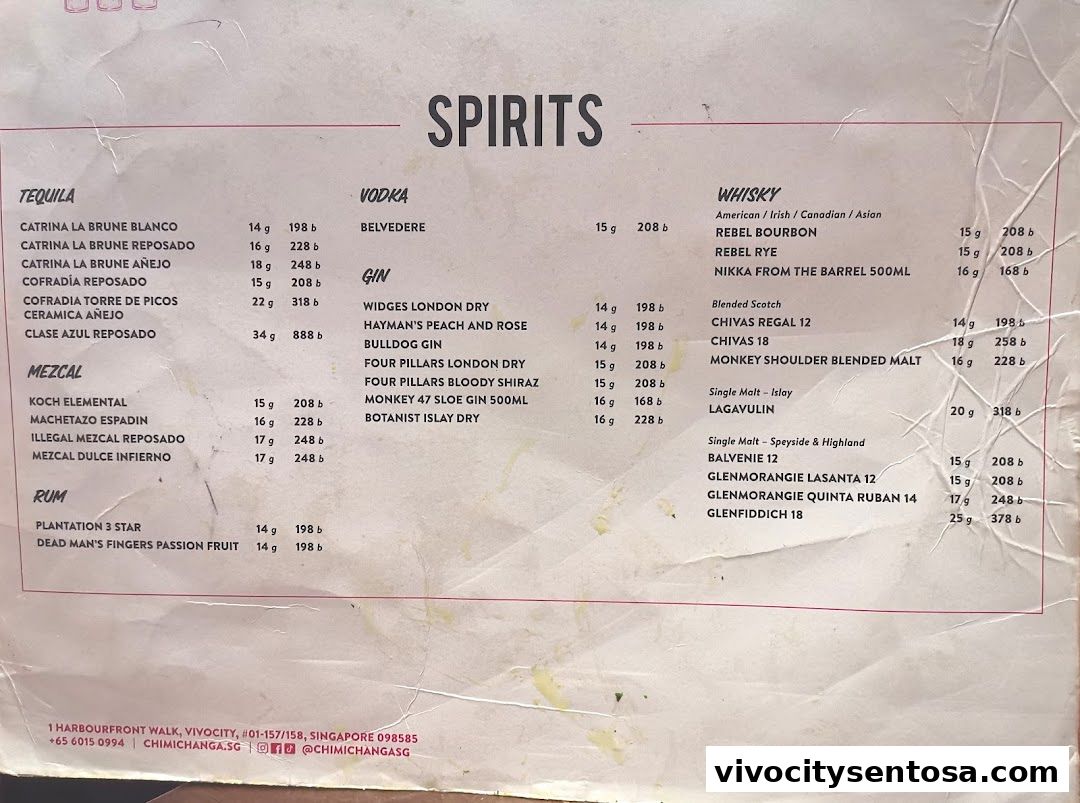 SPIRITS
TEQUILA
CATRINA LA BRUNE BLANCO 14 g 198 b
CATRINA LA BRUNE REPOSADO 16 g 228 b
CATRINA LA BRUNE AÑEJO 18 g 248 b
COFRADÍA REPOSADO 15 g 208 b
COFRADIA TORRE DE PICOS 22 g 318 b
CERAMICA AÑEJO
CLASE AZUL REPOSADO 34 g 888 b
MEZCAL
KOCH ELEMENTAL 15 g 208 b
MACHETAZO ESPADIN 16 g 228 b
ILLEGAL MEZCAL REPOSADO 17 g 248 b
MEZCAL DULCE INFIERNO 17 g 248 b
RUM
PLANTATION 3 STAR 14 g 198 b
DEAD MAN'S FINGERS PASSION FRUIT 14 g 198 b
VODKA
BELVEDERE 15 g 208 b
GIN
WIDGES LONDON DRY 14 g 198 b
HAYMAN'S PEACH AND ROSE 14 g 198 b
BULLDOG GIN 14 g 198 b
FOUR PILLARS LONDON DRY 15 g 208 b
FOUR PILLARS BLOODY SHIRAZ 15 g 208 b
MONKEY 47 SLOE GIN 500ML 16 g 168 b
BOTANIST ISLAY DRY 16 g 228 b
WHISKY
American / Irish / Canadian / Asian
REBEL BOURBON 15 g 208 b
REBEL RYE 15 g 208 b
NIKKA FROM THE BARREL 500ML 16 g 168 b
Blended Scotch
CHIVAS REGAL 12 14 g 198 b
CHIVAS 18 18 g 258 b
MONKEY SHOULDER BLENDED MALT 16 g 228 b
Single Malt – Islay
LAGAVULIN 20 g 318 b
Single Malt – Speyside & Highland
BALVENIE 12 15 g 208 b
GLENMORANGIE LASANTA 12 15 g 208 b
GLENMORANGIE QUINTA RUBAN 14 17 g 248 b
GLENFIDDICH 18 25 g 378 b
1 HARBOURFRONT WALK, VIVOCITY, #01-157/158, SINGAPORE 098585
+65 6015 0994 | CHIMICHANGA.SG | @CHIMICHANGASG
vivocitysentosa.com